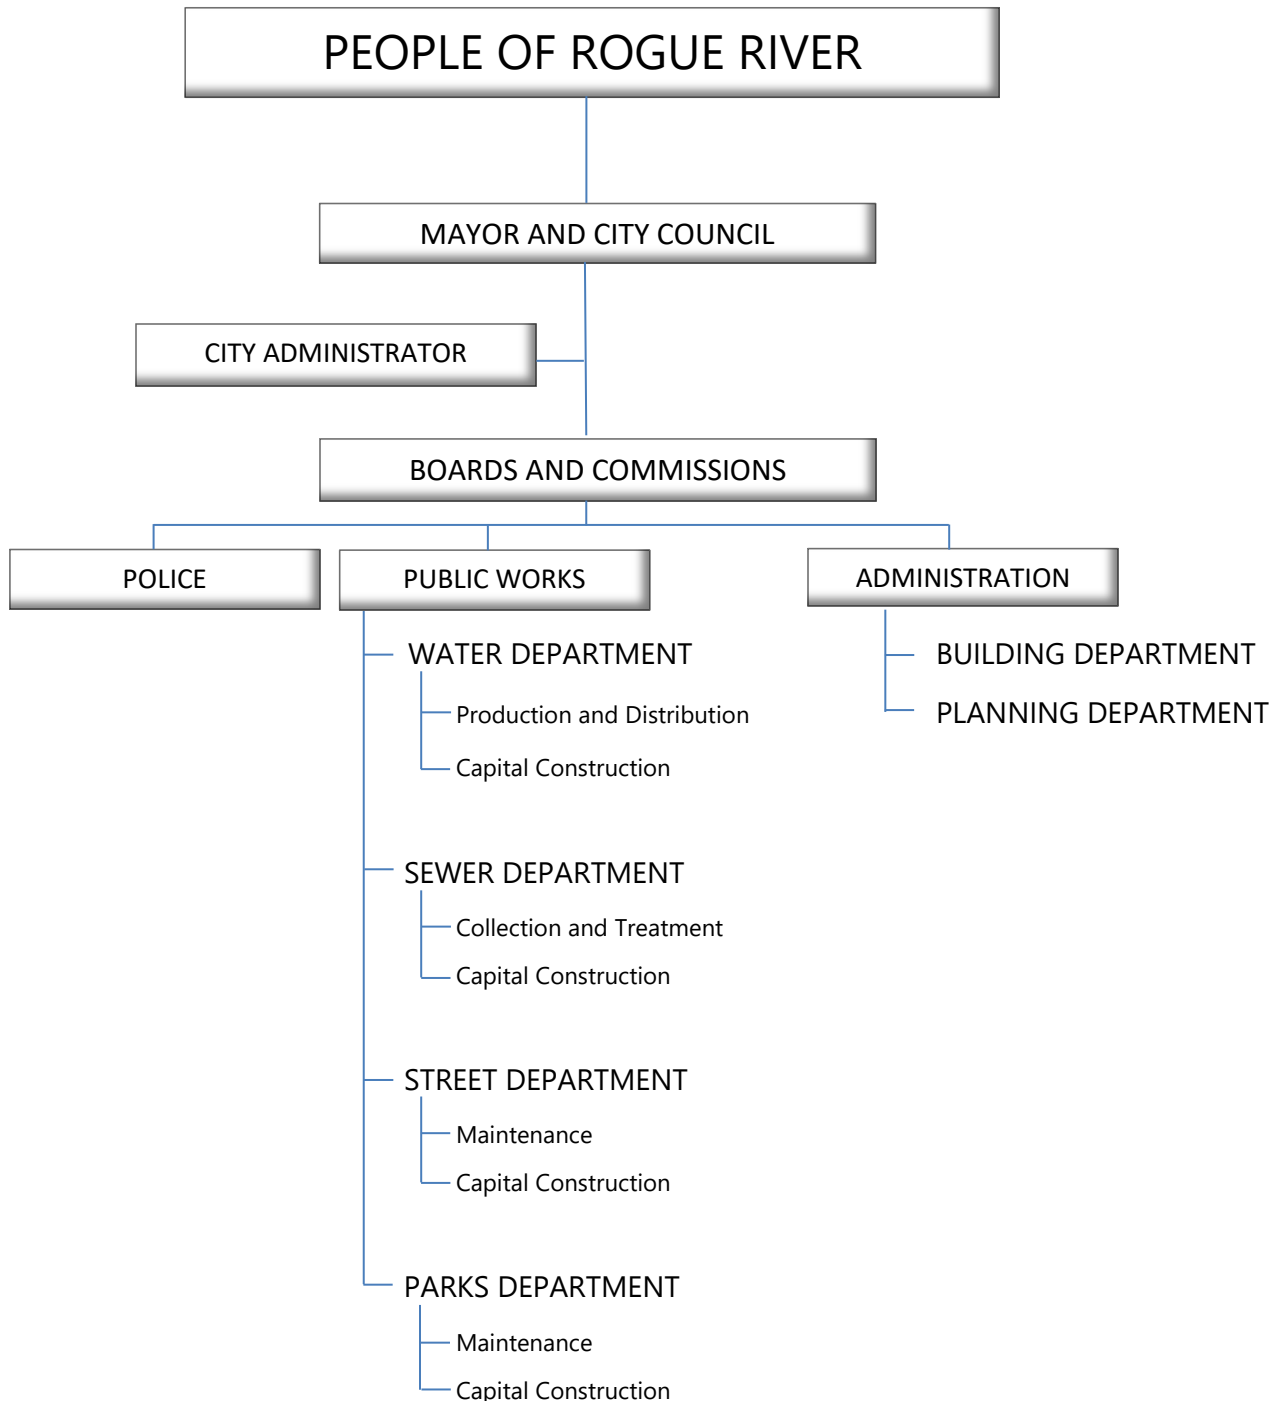 PEOPLE OF ROGUE RIVER
MAYOR AND CITY COUNCIL
CITY ADMINISTRATOR
BOARDS AND COMMISSIONS
POLICE
PUBLIC WORKS
ADMINISTRATION
WATER DEPARTMENT
Production and Distribution
Capital Construction
SEWER DEPARTMENT
Collection and Treatment
Capital Construction
STREET DEPARTMENT
Maintenance
Capital Construction
PARKS DEPARTMENT
Maintenance
Capital Construction
BUILDING DEPARTMENT
PLANNING DEPARTMENT